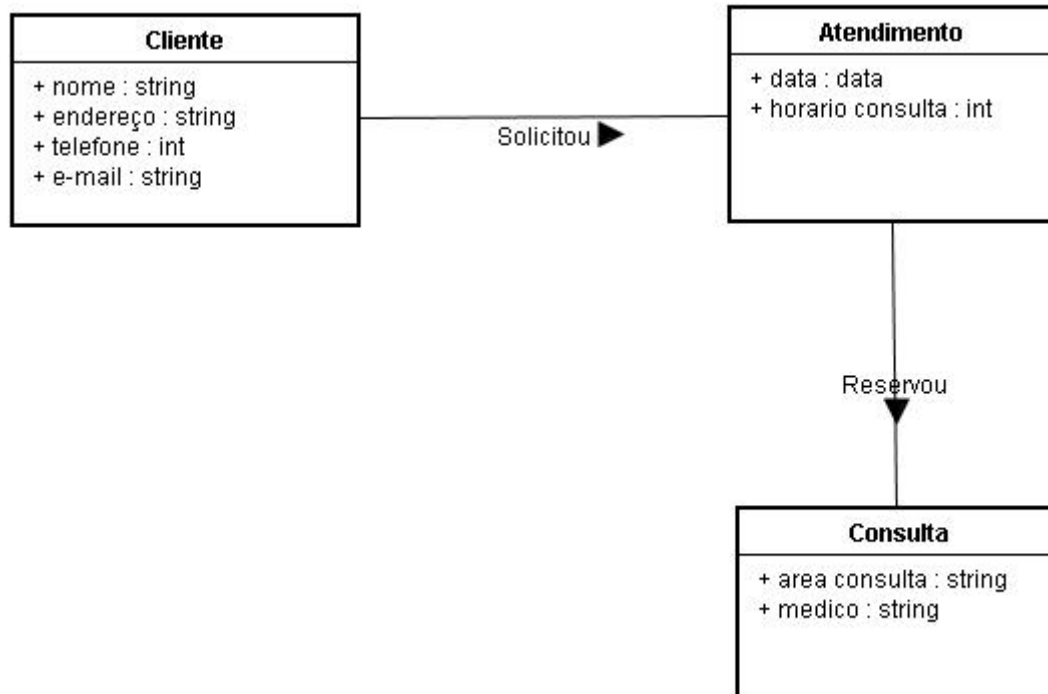 Cliente
+ nome : string
+ endereço : string
+ telefone : int
+ e-mail : string
Solicitou
Atendimento
+ data : data
+ horario consulta : int
Reservou
Consulta
+ area consulta : string
+ medico : string